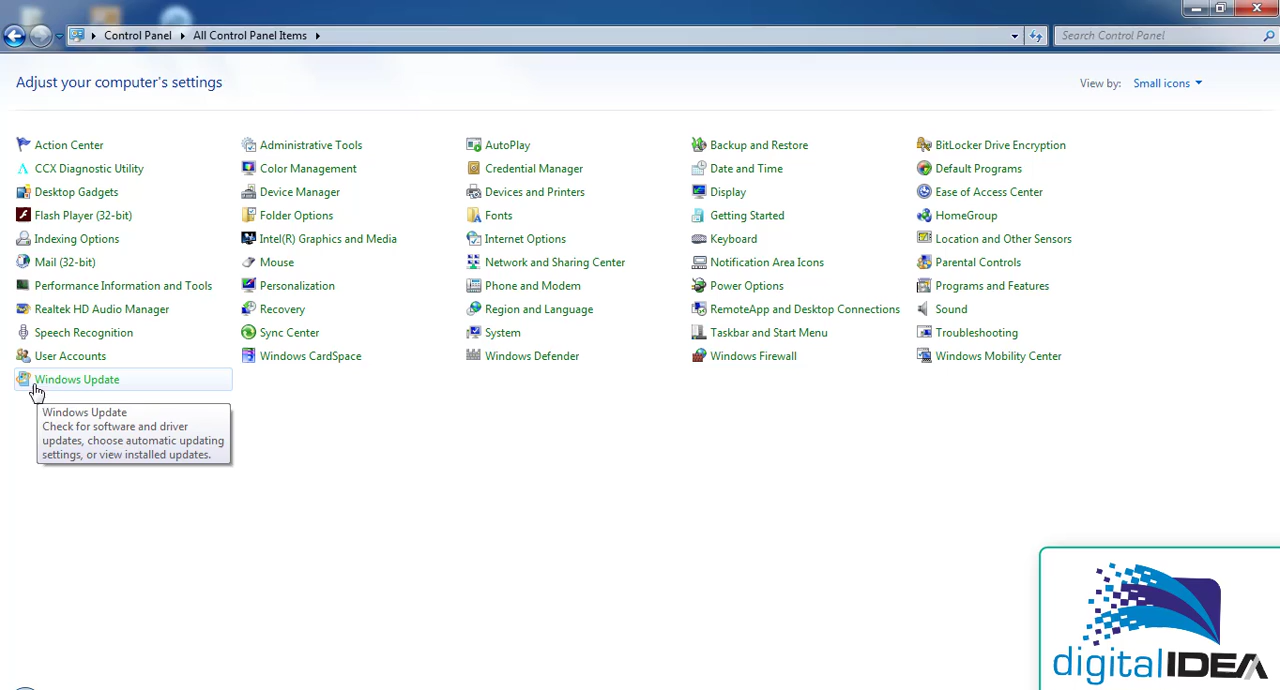 Control Panel All Control Panel Items
Search Control Panel
Adjust your computer's settings
View by: Small icons
Action Center
Administrative Tools
AutoPlay
Backup and Restore
BitLocker Drive Encryption
CCX Diagnostic Utility
Color Management
Credential Manager
Date and Time
Default Programs
Desktop Gadgets
Device Manager
Devices and Printers
Display
Ease of Access Center
Flash Player (32-bit)
Folder Options
Fonts
Getting Started
HomeGroup
Indexing Options
Intel(R) Graphics and Media
Internet Options
Keyboard
Location and Other Sensors
Mail (32-bit)
Mouse
Network and Sharing Center
Notification Area Icons
Parental Controls
Performance Information and Tools
Personalization
Phone and Modem
Power Options
Programs and Features
Realtek HD Audio Manager
Recovery
Region and Language
RemoteApp and Desktop Connections
Sound
Speech Recognition
Sync Center
System
Taskbar and Start Menu
Troubleshooting
User Accounts
Windows CardSpace
Windows Defender
Windows Firewall
Windows Mobility Center
Windows Update
Windows Update
Check for software and driver
updates, choose automatic updating
settings, or view installed updates.
digitalIDEA